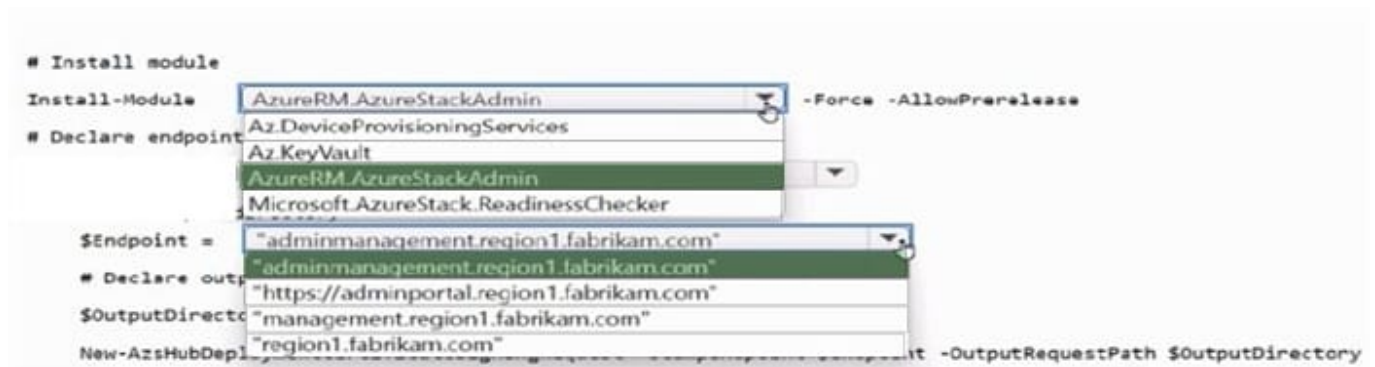 # Install module
Install-Module AzureRM.AzureStackAdmin -Force -AllowPrerelease
Az.DeviceProvisioningServices
# Declare endpoint
Az.KeyVault
AzureRM.AzureStackAdmin
Microsoft.AzureStack.ReadinessChecker
$Endpoint = "adminmanagement.region1.fabrikam.com"
"adminmanagement.region1.fabrikam.com"
# Declare outp
"https://adminportal.region1.fabrikam.com"
$OutputDirecto
"management.region1.fabrikam.com"
"region1.fabrikam.com"
New-AzsHubDeploy -OutputRequestPath $OutputDirectory